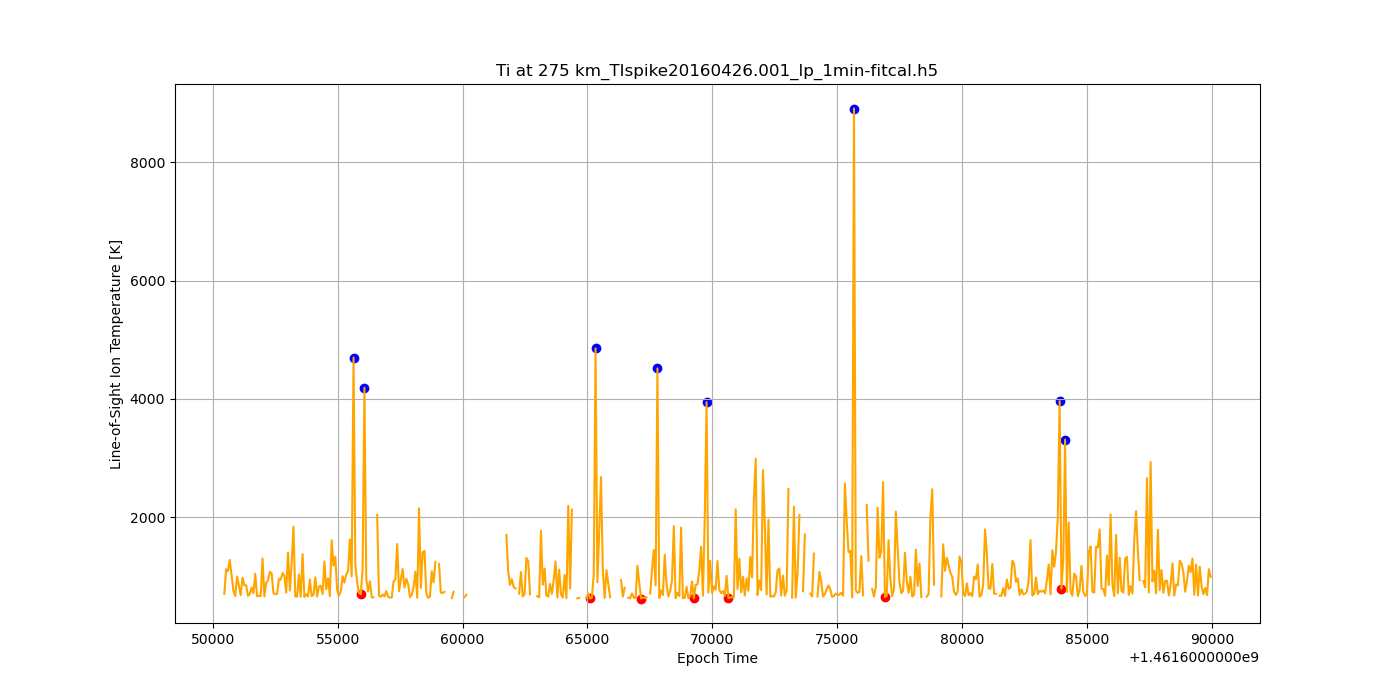 Ti at 275 km_TIspike20160426.001_lp_1min-fitcal.h5
Line-of-Sight Ion Temperature [K]
8000
6000
4000
2000
50000 55000 60000 65000 70000 75000 80000 85000 90000
Epoch Time
+1.4616000000e9